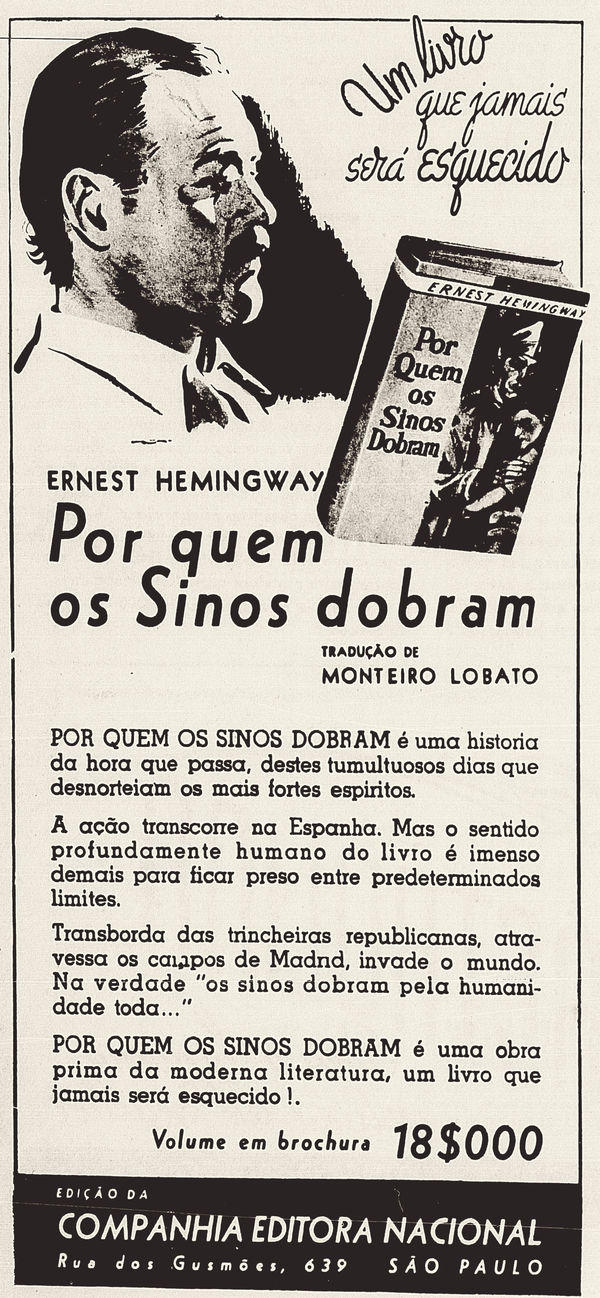 Um livro
que jamais
será esquecido
ERNEST HEMINGWAY
Por
Quem
os
Sinos
Dobram
ERNEST HEMINGWAY
Por quem
os Sinos dobram
TRADUÇÃO DE
MONTEIRO LOBATO
POR QUEM OS SINOS DOBRAM é uma historia
da hora que passa, destes tumultuosos dias que
desnorteiam os mais fortes espiritos.
A ação transcorre na Espanha. Mas o sentido
profundamente humano do livro é imenso
demais para ficar preso entre predeterminados
limites.
Transborda das trincheiras republicanas, atra-
vessa os campos de Madrid, invade o mundo.
Na verdade "os sinos dobram pela humani-
dade toda..."
POR QUEM OS SINOS DOBRAM é uma obra
prima da moderna literatura, um livro que
jamais será esquecido!.
Volume em brochura 18$000
EDIÇÃO DA
COMPANHIA EDITORA NACIONAL
Rua dos Gusmões, 639 SÃO PAULO